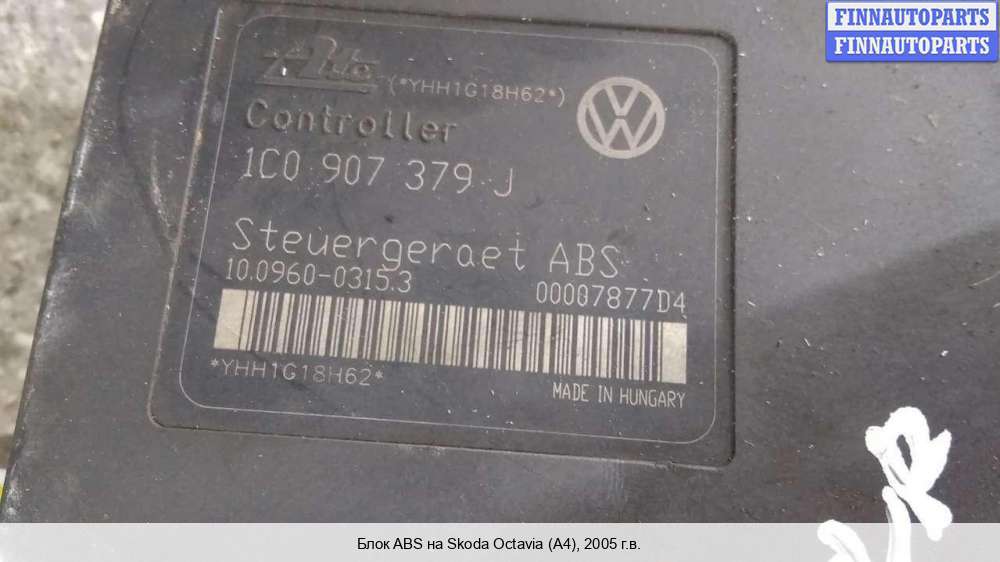 FINNAUTOPARTS
FINNAUTOPARTS
Ate
(*YHH1G18H62*)
Controller
1C0 907 379 J
Steuergeraet ABS
10.0960-0315.3
00007877D4
*YHH1G18H62*
MADE IN HUNGARY
Блок ABS на Skoda Octavia (A4), 2005 г.в.